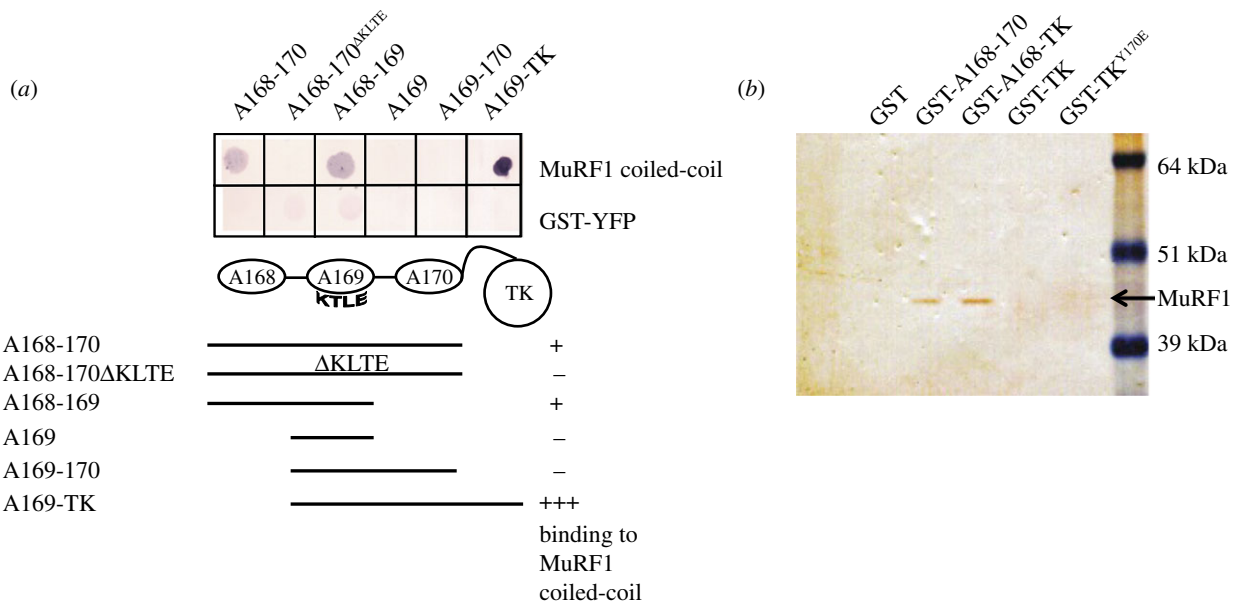 (a)
A168-170
A168-170ΔKLTE
A168-169
A169
A169-170
A169-TK
MuRF1 coiled-coil
GST-YFP
A168
A169
A170
TK
KTLE
A168-170
+
ΔKLTE
A168-170ΔKLTE
–
A168-169
+
A169
–
A169-170
–
A169-TK
+++
binding to
MuRF1
coiled-coil
(b)
GST
GST-A168-170
GST-A168-TK
GST-TK
GST-TKY170E
64 kDa
51 kDa
MuRF1
39 kDa